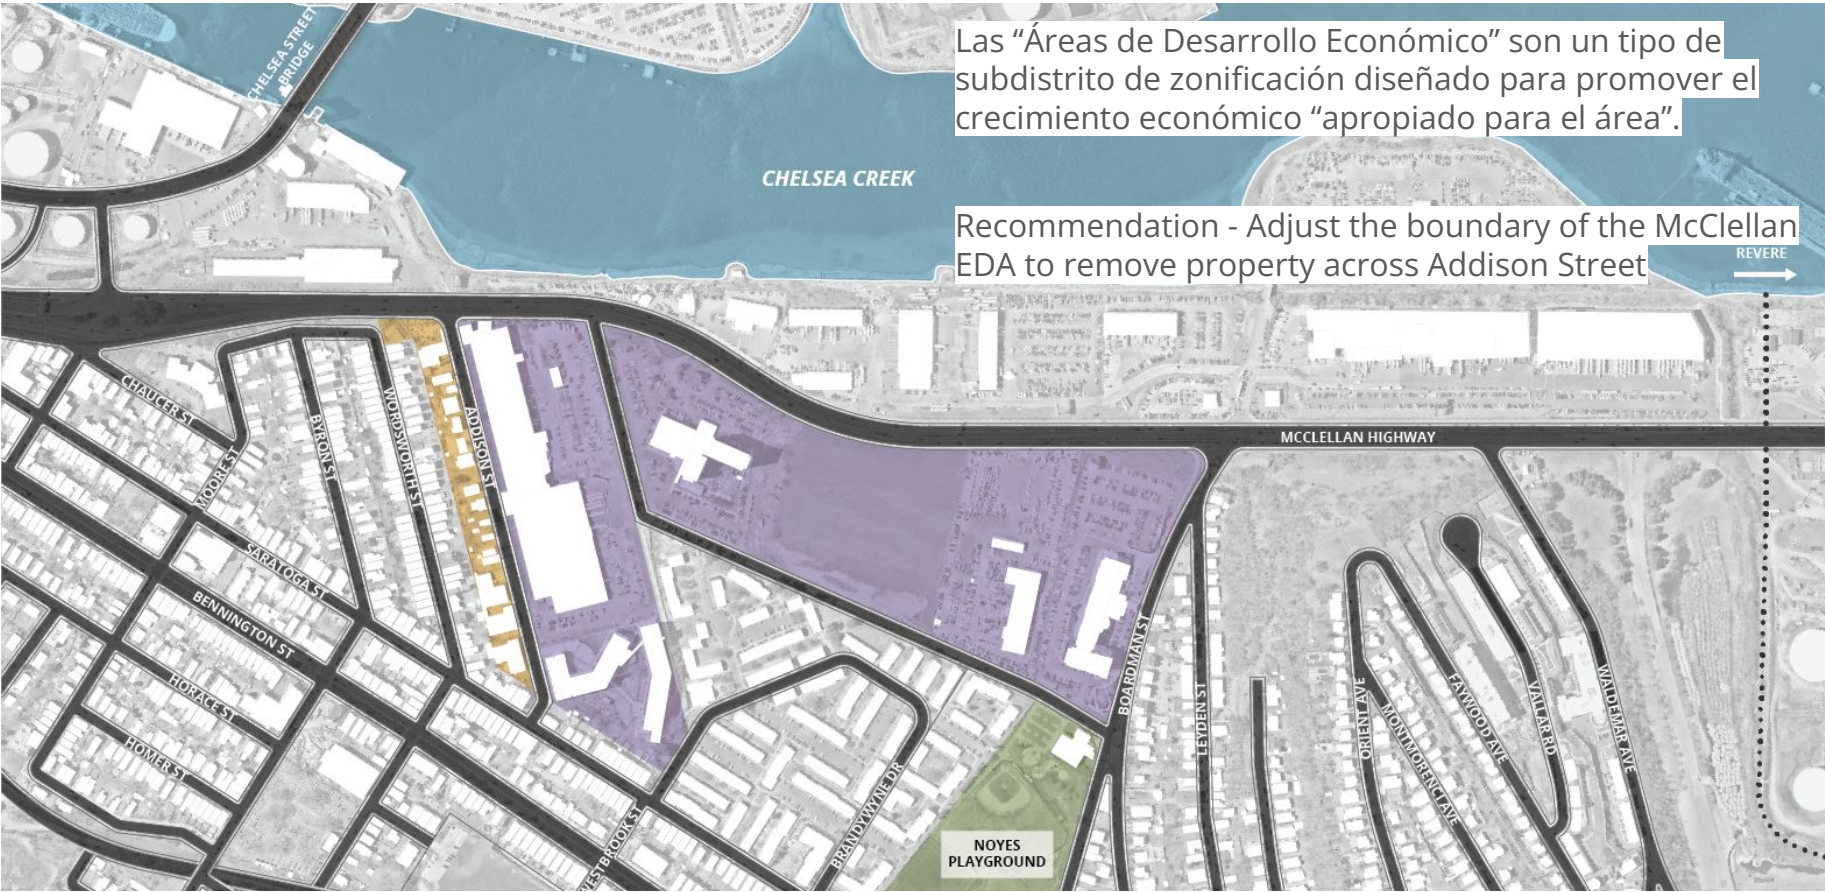 CHELSEA STREET
BRIDGE
Las “Áreas de Desarrollo Económico” son un tipo de
subdistrito de zonificación diseñado para promover el
crecimiento económico “apropiado para el área”.
CHELSEA CREEK
Recommendation - Adjust the boundary of the McClellan
EDA to remove property across Addison Street
REVERE
CHAUCER ST
MOORE ST
BYRON ST
WORDSWORTH ST
ADDISON ST
MCCLELLAN HIGHWAY
SARATOGA ST
BENNINGTON ST
HORACE ST
HOMER ST
WESTBROOK ST
BRANDYWYNE DR
BOARDMAN ST
LEYDEN ST
ORIENT AVE
MONTMORENCI AVE
FAYWOOD AVE
VALLAR RD
WALDEMAR AVE
NOYES
PLAYGROUND